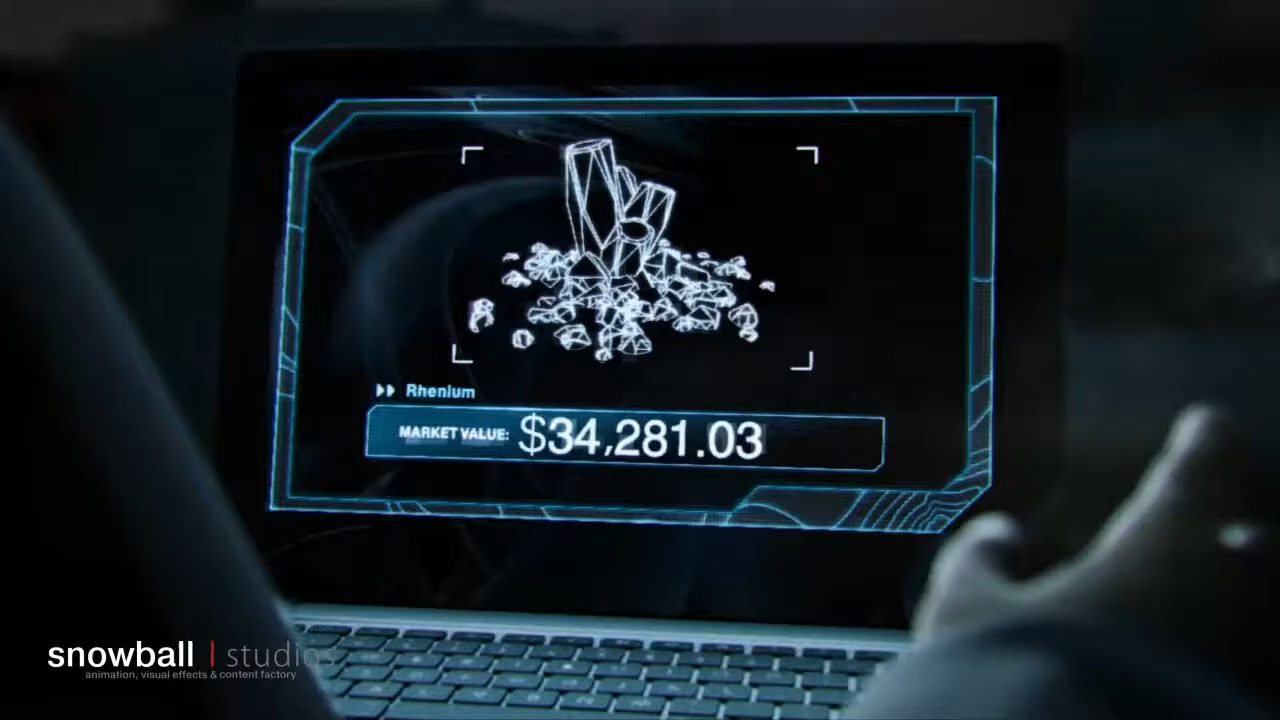 Rhenium
MARKET VALUE: $34,281.03
snowball | studios
animation, visual effects & content factory